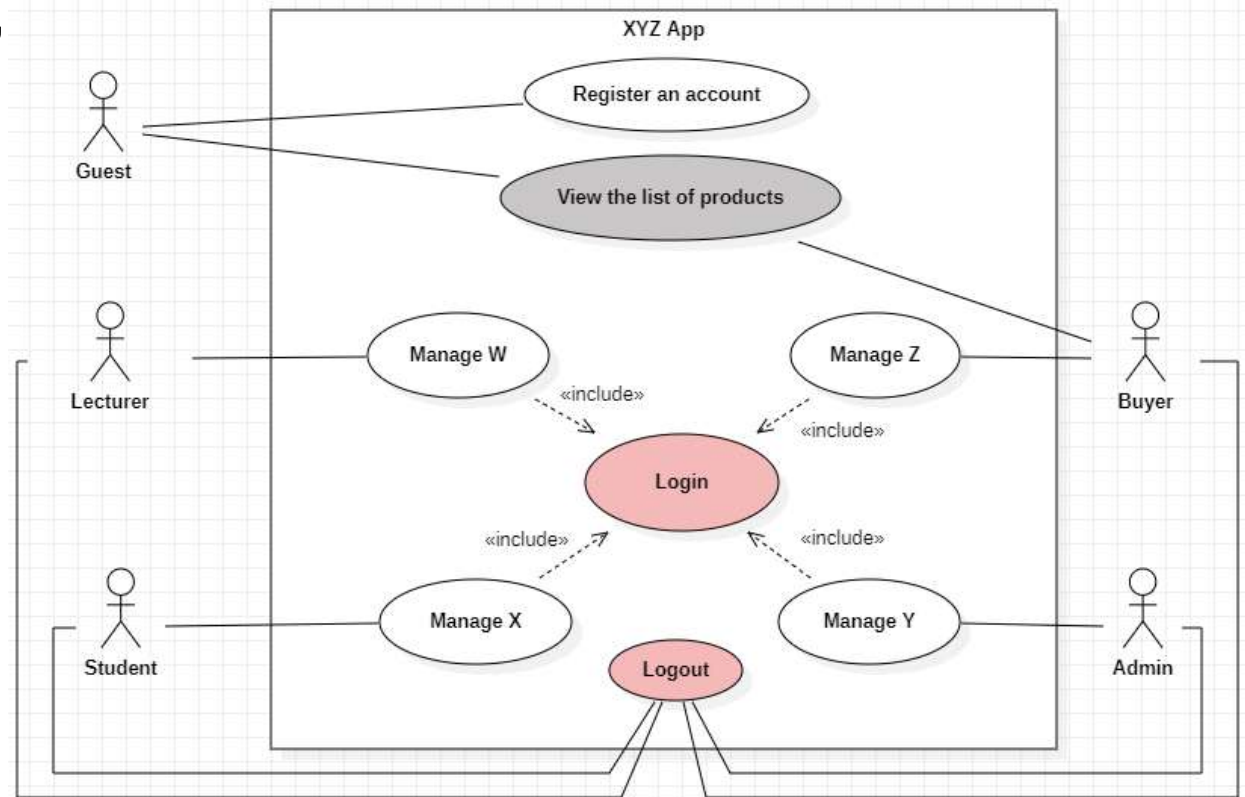 XYZ App
Register an account
Guest
View the list of products
Manage W
Manage Z
Lecturer
Buyer
«include»
«include»
Login
«include»
«include»
Manage X
Manage Y
Student
Logout
Admin